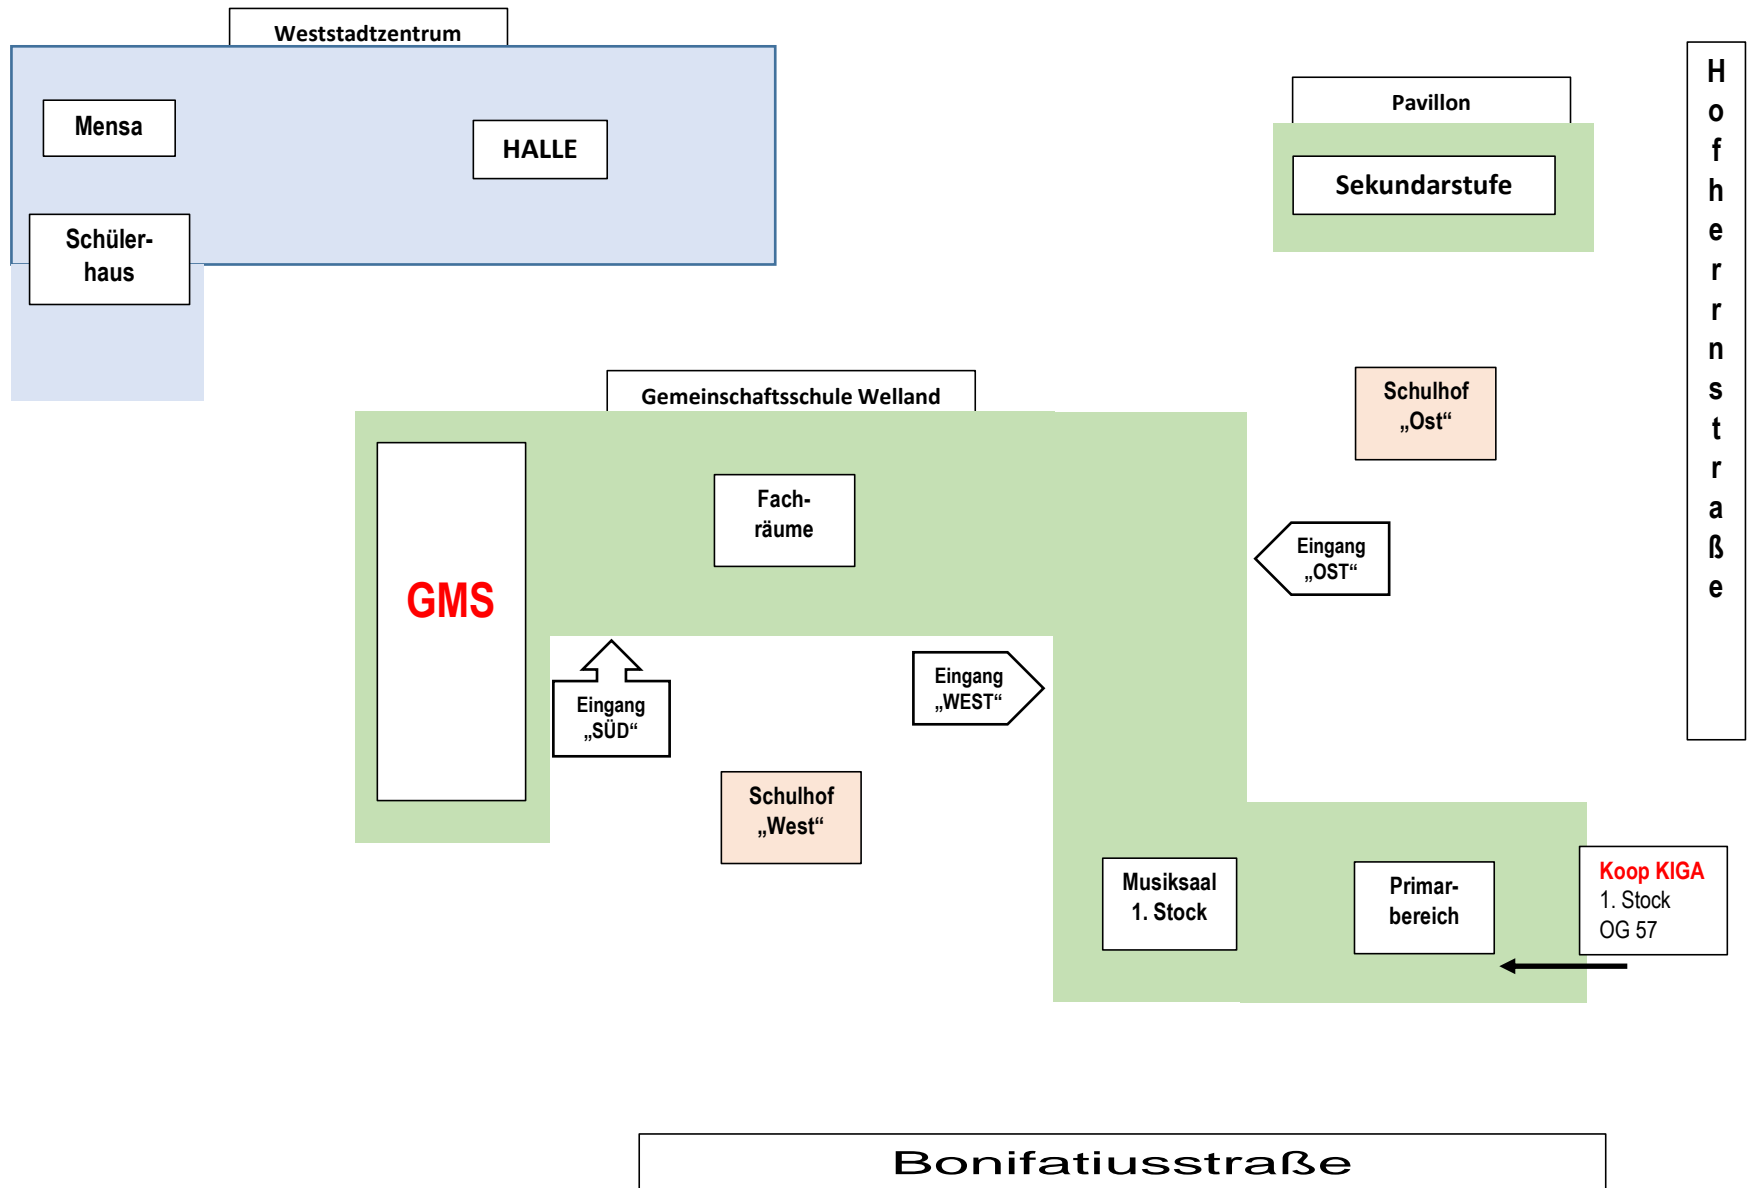 Weststadtzentrum
Mensa
HALLE
Schüler-
haus
Pavillon
Sekundarstufe
Hofherrnstraße
Gemeinschaftsschule Welland
Schulhof
„Ost“
Fach-
räume
GMS
Eingang
„OST“
Eingang
„SÜD“
Eingang
„WEST“
Schulhof
„West“
Musiksaal
1. Stock
Primar-
bereich
Koop KIGA
1. Stock
OG 57
Bonifatiusstraße